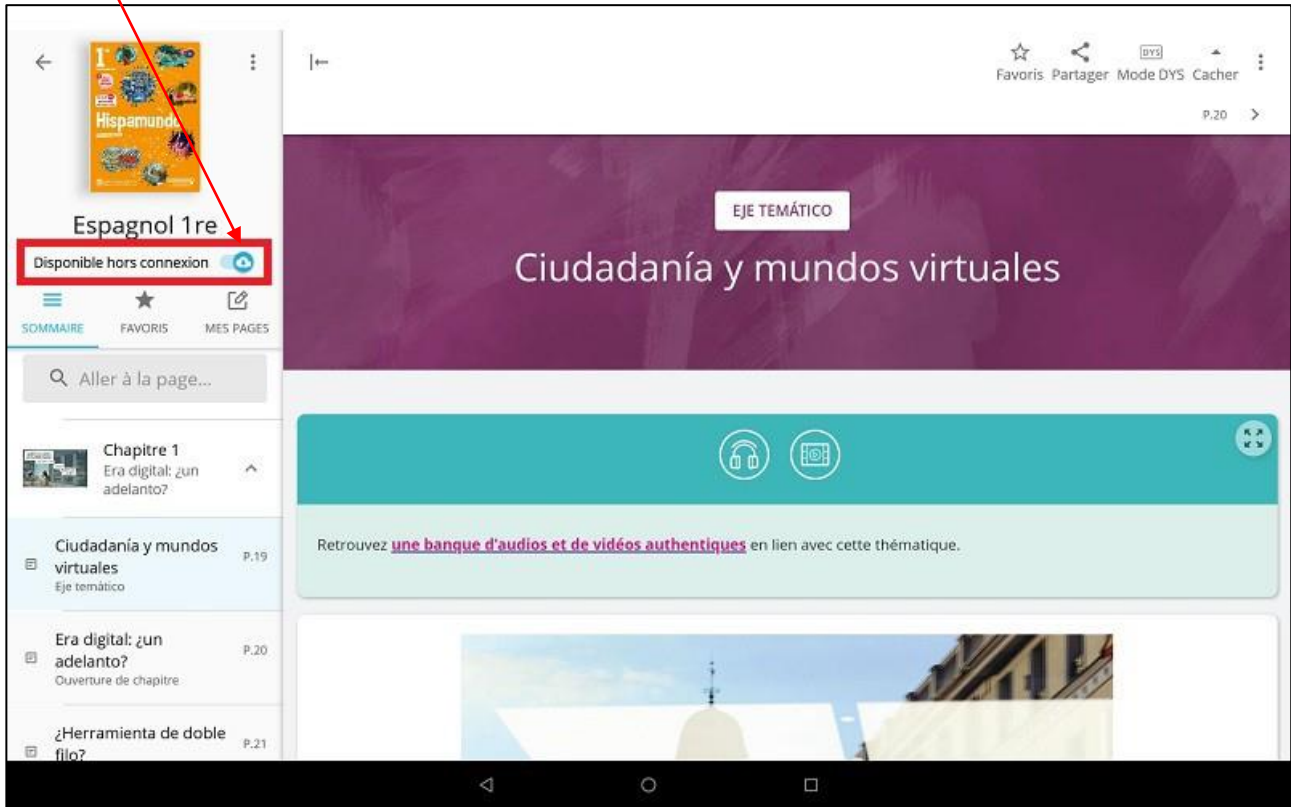 1re
Hispamundo
Espagnol 1re
Disponible hors connexion
SOMMAIRE
FAVORIS
MES PAGES
Aller à la page...
Chapitre 1
Era digital: ¿un
adelanto?
Ciudadanía y mundos
virtuales
P.19
Eje temático
Era digital: ¿un
adelanto?
P.20
Ouverture de chapitre
¿Herramienta de doble
filo?
P.21
Favoris
Partager
DYS
Mode DYS
Cacher
P.20
EJE TEMÁTICO
Ciudadanía y mundos virtuales
Retrouvez une banque d'audios et de vidéos authentiques en lien avec cette thématique.